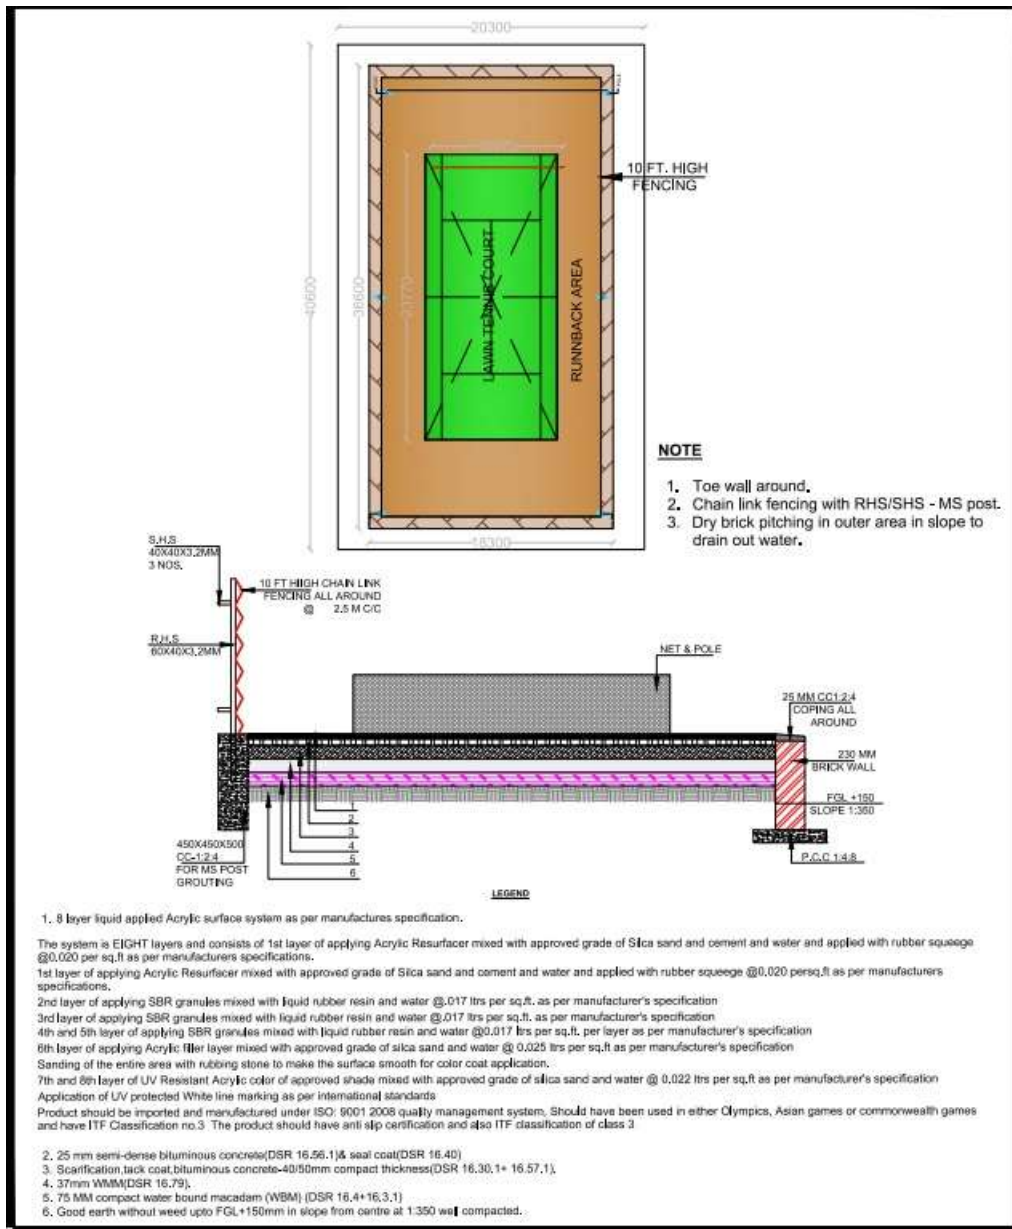 20300
10 FT. HIGH
FENCING
40600
38600
23770
LAWN TENNIS COURT
RUNNBACK AREA
18300
NOTE
1. Toe wall around.
2. Chain link fencing with RHS/SHS - MS post.
3. Dry brick pitching in outer area in slope to
drain out water.
S.H.S
40X40X3.2MM
3 NOS.
10 FT HIIGH CHAIN LINK
FENCING ALL AROUND
@ 2.5 M C/C
R.H.S
60X40X3.2MM
NET & POLE
25 MM CC1:2:4
COPING ALL
AROUND
230 MM
BRICK WALL
FGL +150
SLOPE 1:350
1
2
3
4
5
6
450X450X500
CC-1:2:4
FOR MS POST
GROUTING
P.C.C 1:4:8
LEGEND
1. 8 layer liquid applied Acrylic surface system as per manufactures specification.
The system is EIGHT layers and consists of 1st layer of applying Acrylic Resurfacer mixed with approved grade of Silca sand and cement and water and applied with rubber squeege
@0.020 per sq.ft as per manufacturers specifications.
1st layer of applying Acrylic Resurfacer mixed with approved grade of Silca sand and cement and water and applied with rubber squeege @0.020 persq.ft as per manufacturers
specifications.
2nd layer of applying SBR granules mixed with liquid rubber resin and water @.017 ltrs per sq.ft. as per manufacturer's specification
3rd layer of applying SBR granules mixed with liquid rubber resin and water @.017 ltrs per sq.ft. as per manufacturer's specification
4th and 5th layer of applying SBR granules mixed with liquid rubber resin and water @0.017 ltrs per sq.ft. per layer as per manufacturer's specification
6th layer of applying Acrylic filler layer mixed with approved grade of silca sand and water @ 0.025 ltrs per sq.ft as per manufacturer's specification
Sanding of the entire area with rubbing stone to make the surface smooth for color coat application.
7th and 8th layer of UV Resistant Acrylic color of approved shade mixed with approved grade of silica sand and water @ 0.022 ltrs per sq.ft as per manufacturer's specification
Application of UV protected White line marking as per international standards
Product should be imported and manufactured under ISO: 9001 2008 quality management system, Should have been used in either Olympics, Asian games or commonwealth games
and have ITF Classification no.3 The product should have anti slip certification and also ITF classification of class 3
2. 25 mm semi-dense bituminous concrete(DSR 16.56.1)& seal coat(DSR 16.40)
3. Scarification,tack coat,bituminous concrete-40/50mm compact thickness(DSR 16.30.1+ 16.57.1).
4. 37mm WMM(DSR 16.79).
5. 75 MM compact water bound macadam (WBM) (DSR 16.4+16.3.1)
6. Good earth without weed upto FGL+150mm in slope from centre at 1:350 well compacted.